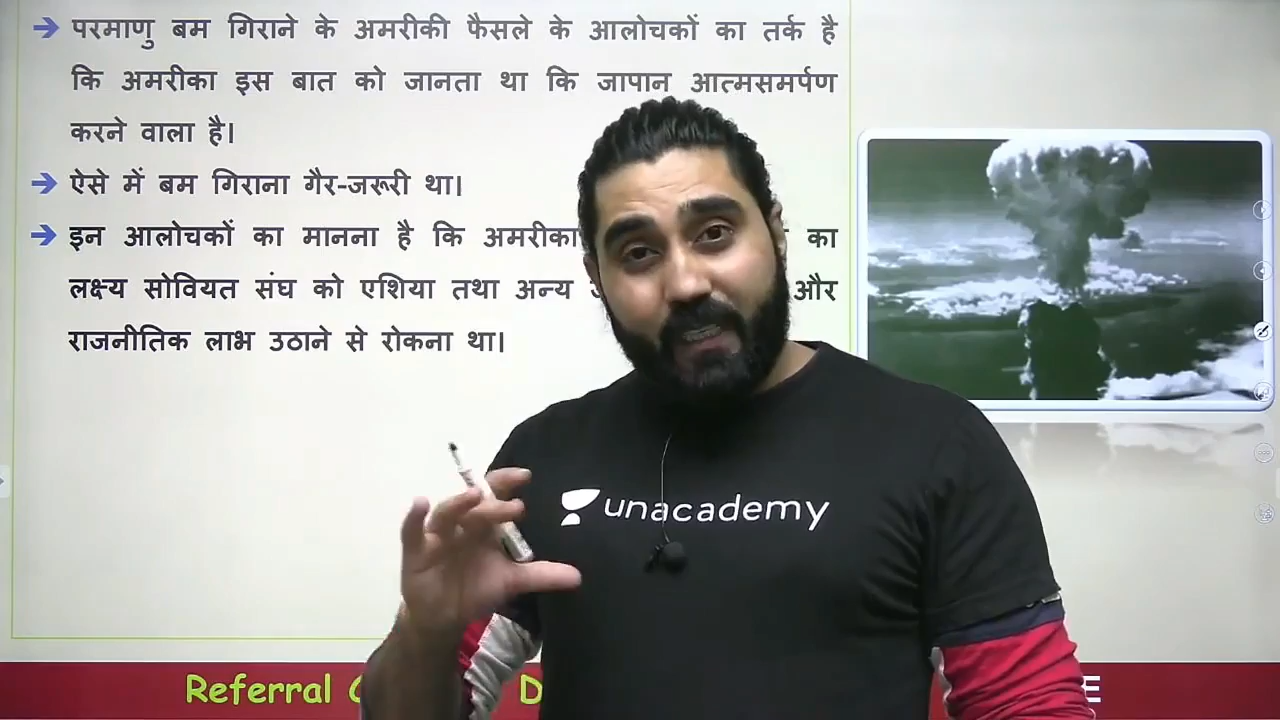 परमाणु बम गिराने के अमरीकी फैसले के आलोचकों का तर्क है
कि अमरीका इस बात को जानता था कि जापान आत्मसमर्पण
करने वाला है।
ऐसे में बम गिराना गैर-जरूरी था।
इन आलोचकों का मानना है कि अमरीका का
लक्ष्य सोवियत संघ को एशिया तथा अन्य और
राजनीतिक लाभ उठाने से रोकना था।
unacademy
Referral